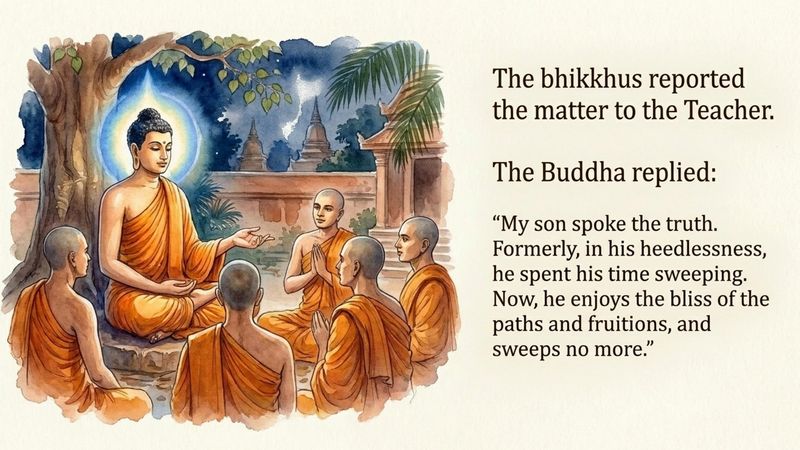 The bhikkhus reported
the matter to the Teacher.
The Buddha replied:
“My son spoke the truth.
Formerly, in his heedlessness,
he spent his time sweeping.
Now, he enjoys the bliss of the
paths and fruitions, and
sweeps no more.”